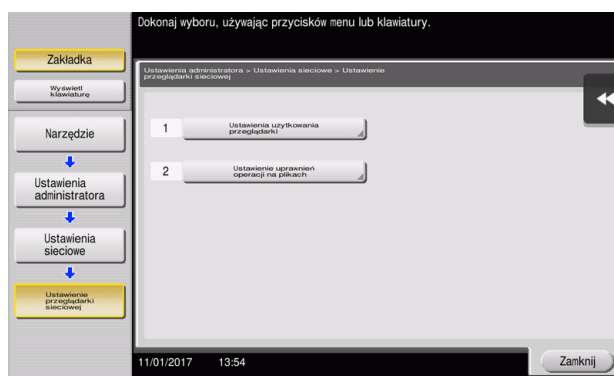 Dokonaj wyboru, używając przycisków menu lub klawiatury.
Zakładka
Wyświetl
klawiaturę
Narzędzie
Ustawienia
administratora
Ustawienia
sieciowe
Ustawienie
przeglądarki
sieciowej
Ustawienia administratora > Ustawienia sieciowe > Ustawienie
przeglądarki sieciowej
1 Ustawienia użytkowania
przeglądarki
2 Ustawienie uprawnień
operacji na plikach
11/01/2017 13:54
Zamknij